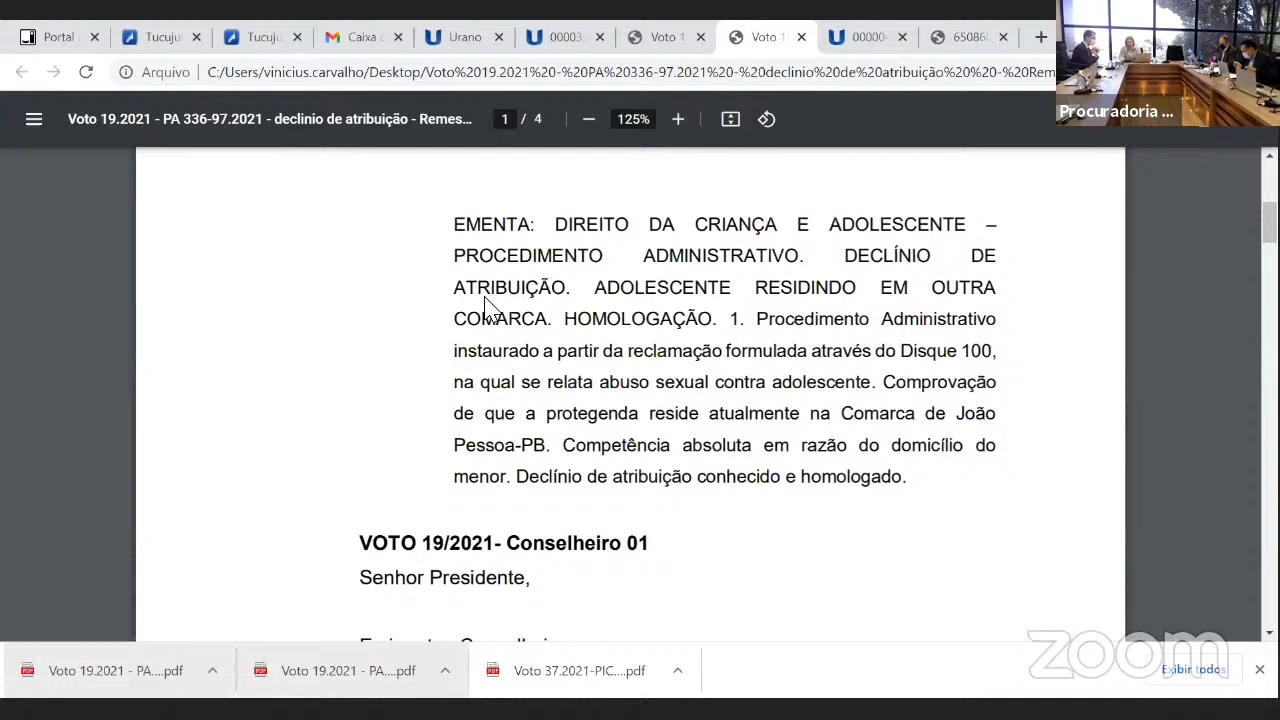 Portal
Tucuju
Tucuju
Caixa
Urano
00003
Voto 1
Voto 1
00000
65086
Arquivo
C:/Users/vinicius.carvalho/Desktop/Voto%2019.2021%20-%20PA%20336-97.2021%20-%20declinio%20de%20atribuição%20%20-%20Rem
Procuradoria ...
Voto 19.2021 - PA 336-97.2021 - declinio de atribuição - Remes...
1 / 4
125%
EMENTA: DIREITO DA CRIANÇA E ADOLESCENTE –
PROCEDIMENTO ADMINISTRATIVO. DECLÍNIO DE
ATRIBUIÇÃO. ADOLESCENTE RESIDINDO EM OUTRA
COMARCA. HOMOLOGAÇÃO. 1. Procedimento Administrativo
instaurado a partir da reclamação formulada através do Disque 100,
na qual se relata abuso sexual contra adolescente. Comprovação
de que a protegenda reside atualmente na Comarca de João
Pessoa-PB. Competência absoluta em razão do domicílio do
menor. Declínio de atribuição conhecido e homologado.
VOTO 19/2021- Conselheiro 01
Senhor Presidente,
Voto 19.2021 - PA....pdf
Voto 19.2021 - PA....pdf
Voto 37.2021-PIC....pdf
Exibir todos
zoom